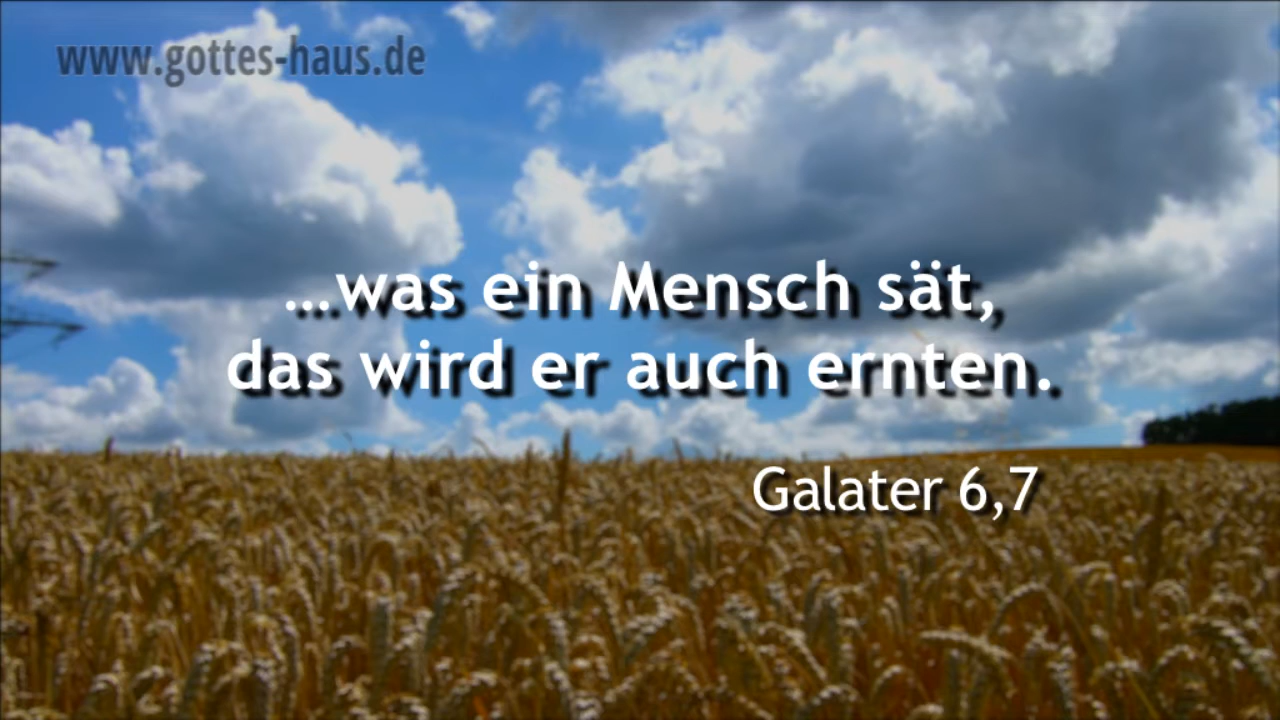 www.gottes-haus.de
...was ein Mensch sät,
das wird er auch ernten.
Galater 6,7